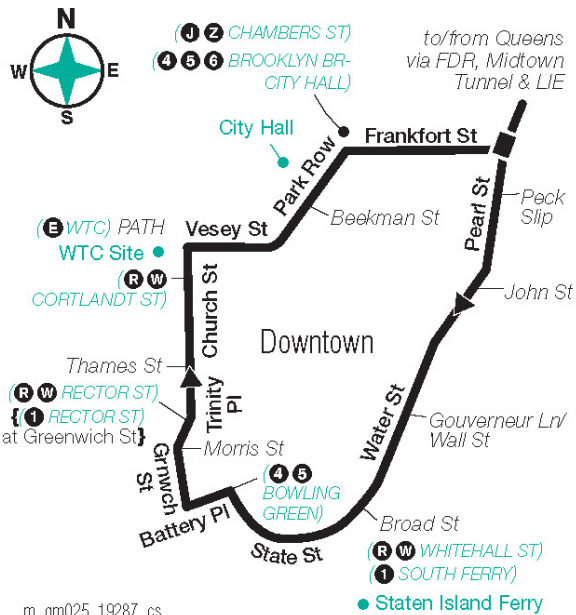 N
W
E
S
(J Z CHAMBERS ST)
(4 5 6 BROOKLYN BR-
CITY HALL)
to/from Queens
via FDR, Midtown
Tunnel & LIE
City Hall
Frankfort St
Park Row
Beekman St
Pearl St
Peck
Slip
(E WTC) PATH
Vesey St
WTC Site
(R W
CORTLANDT ST)
Church St
John St
Downtown
Thames St
(R W RECTOR ST)
{(1 RECTOR ST)
at Greenwich St}
Trinity
Pl
Water St
Gouverneur Ln/
Wall St
Morris St
Grnwch
St
(4 5
BOWLING
GREEN)
Battery Pl
State St
Broad St
(R W WHITEHALL ST)
(1 SOUTH FERRY)
Staten Island Ferry
m_qm025_19287_cs